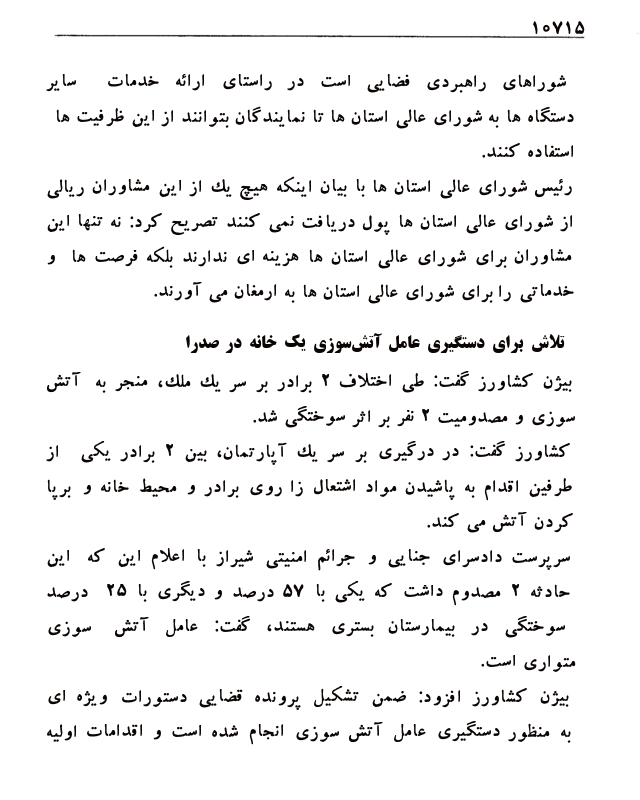 ۱۰۷۱۵
شوراهای راهبردی فضایی است در راستای ارائه خدمات سایر
دستگاه ها به شورای عالی استان ها تا نمایندگان بتوانند از این ظرفیت ها
استفاده کنند.
رئیس شورای عالی استان ها با بیان اینکه هیچ یك از این مشاوران ریالی
از شورای عالی استان ها پول دریافت نمی کنند تصریح کرد: نه تنها این
مشاوران برای شورای عالی استان ها هزینه ای ندارند بلکه فرصت ها و
خدماتی را برای شورای عالی استان ها به ارمغان می آورند.
تلاش برای دستگیری عامل آتش‌سوزی یک خانه در صدرا
بیژن کشاورز گفت: طی اختلاف ۲ برادر بر سر یك ملك، منجر به آتش
سوزی و مصدومیت ۲ نفر بر اثر سوختگی شد.
کشاورز گفت: در درگیری بر سر یك آپارتمان، بین ۲ برادر یکی از
طرفین اقدام به پاشیدن مواد اشتعال زا روی برادر و محیط خانه و برپا
کردن آتش می کند.
سرپرست دادسرای جنایی و جرائم امنیتی شیراز با اعلام این که این
حادثه ۲ مصدوم داشت که یکی با ۵۷ درصد و دیگری با ۲۵ درصد
سوختگی در بیمارستان بستری هستند، گفت: عامل آتش سوزی
متواری است.
بیژن کشاورز افزود: ضمن تشکیل پرونده قضایی دستورات ویژه ای
به منظور دستگیری عامل آتش سوزی انجام شده است و اقدامات اولیه